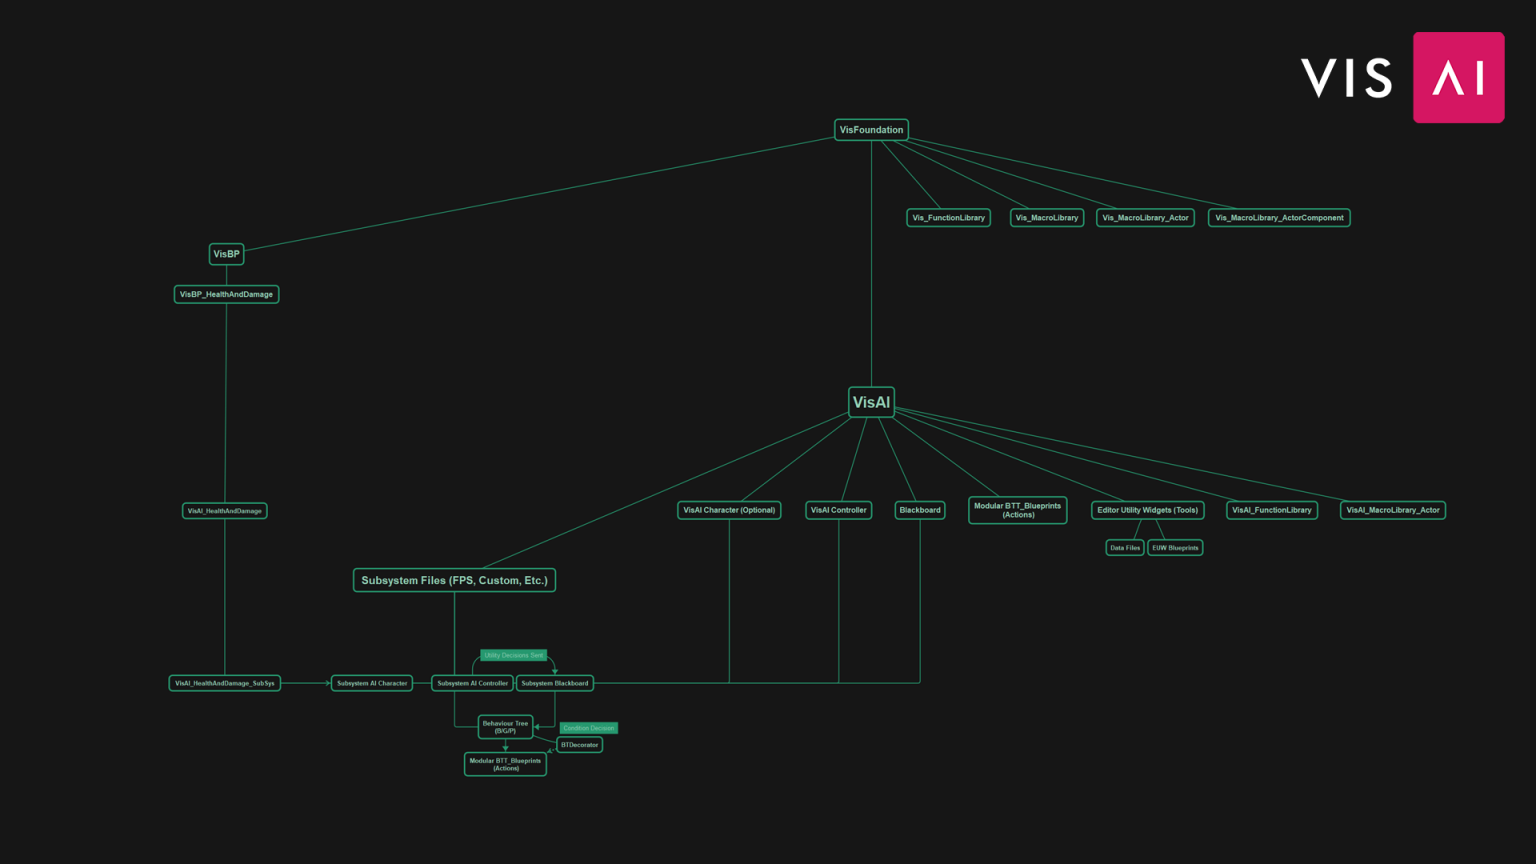 VIS AI
VisFoundation
Vis_FunctionLibrary
Vis_MacroLibrary
Vis_MacroLibrary_Actor
Vis_MacroLibrary_ActorComponent
VisBP
VisBP_HealthAndDamage
VisAI
VisAI_HealthAndDamage
VisAI Character (Optional)
VisAI Controller
Blackboard
Modular BTT_Blueprints
(Actions)
Editor Utility Widgets (Tools)
VisAI_FunctionLibrary
VisAI_MacroLibrary_Actor
Data Files
EUW Blueprints
Subsystem Files (FPS, Custom, Etc.)
Utility Decisions Sent
VisAI_HealthAndDamage_SubSys
Subsystem AI Character
Subsystem AI Controller
Subsystem Blackboard
Behaviour Tree
(B/G/P)
Condition Decision
BTDecorator
Modular BTT_Blueprints
(Actions)